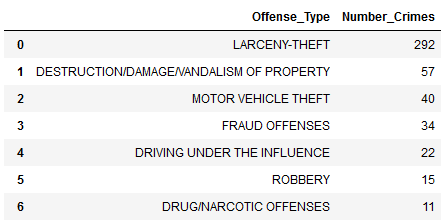 Offense_Type Number_Crimes
0 LARCENY-THEFT 292
1 DESTRUCTION/DAMAGE/VANDALISM OF PROPERTY 57
2 MOTOR VEHICLE THEFT 40
3 FRAUD OFFENSES 34
4 DRIVING UNDER THE INFLUENCE 22
5 ROBBERY 15
6 DRUG/NARCOTIC OFFENSES 11